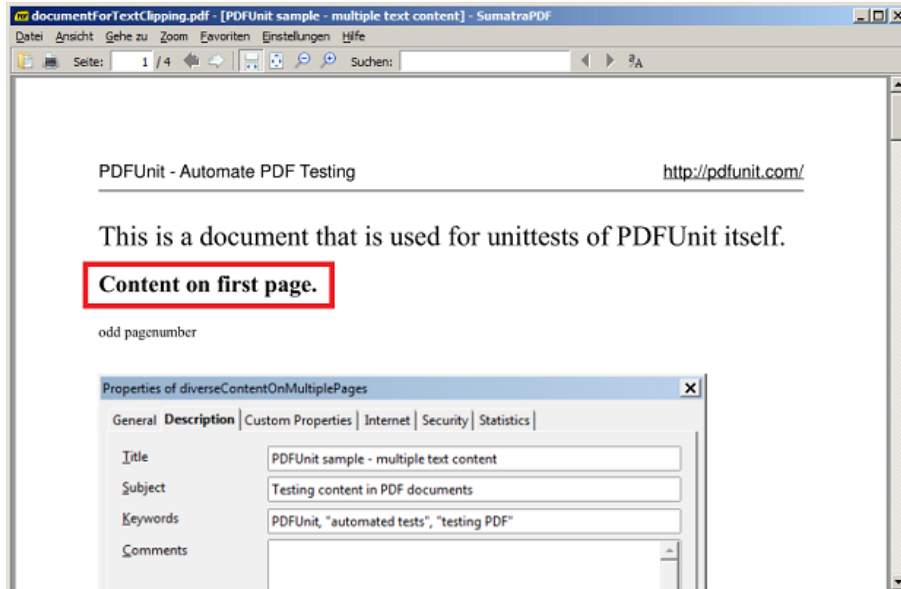 documentForTextClipping.pdf - [PDFUnit sample - multiple text content] - SumatraPDF
Datei Ansicht Gehe zu Zoom Favoriten Einstellungen Hilfe
Seite: 1 / 4 Suchen:
PDFUnit - Automate PDF Testing http://pdfunit.com/
This is a document that is used for unittests of PDFUnit itself.
Content on first page.
odd pagenumber
Properties of diverseContentOnMultiplePages
General Description Custom Properties Internet Security Statistics
Title PDFUnit sample - multiple text content
Subject Testing content in PDF documents
Keywords PDFUnit, "automated tests", "testing PDF"
Comments